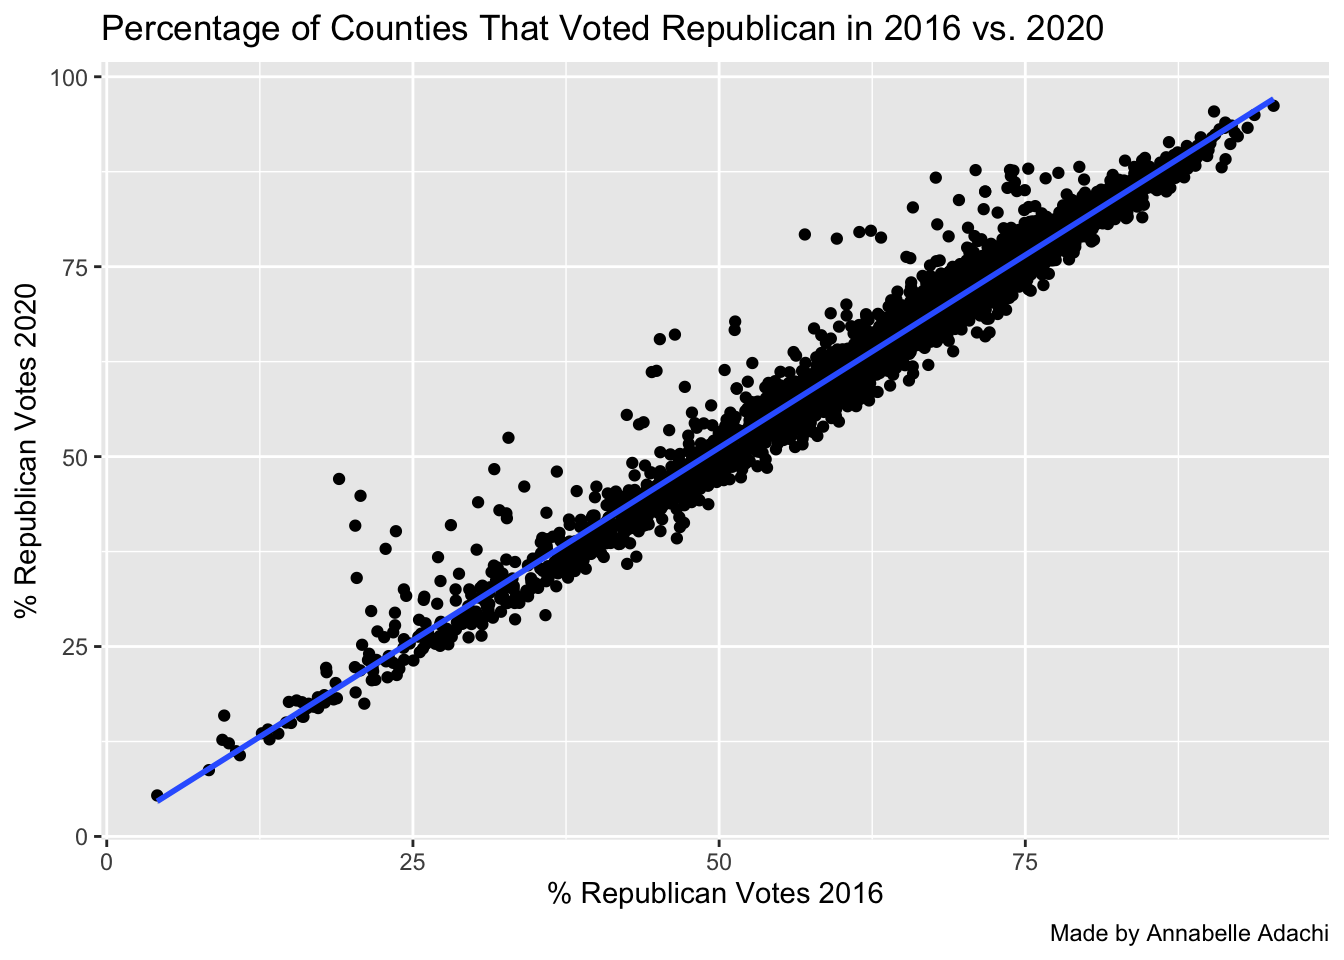 Percentage of Counties That Voted Republican in 2016 vs. 2020
100
75
50
25
0
% Republican Votes 2020
0 25 50 75
% Republican Votes 2016
Made by Annabelle Adachi